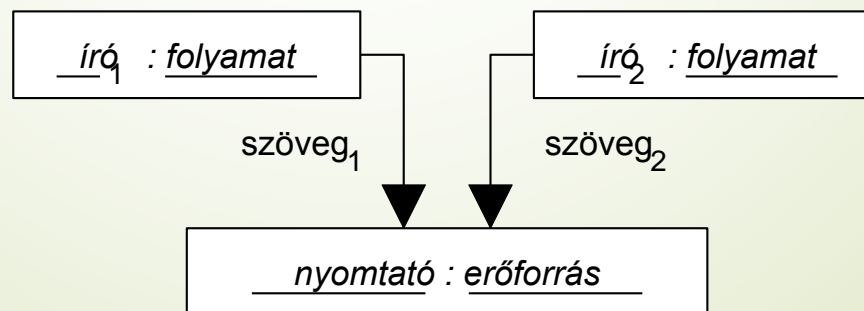 író₁ : folyamat
író₂ : folyamat
szöveg₁
szöveg₂
nyomtató : erőforrás